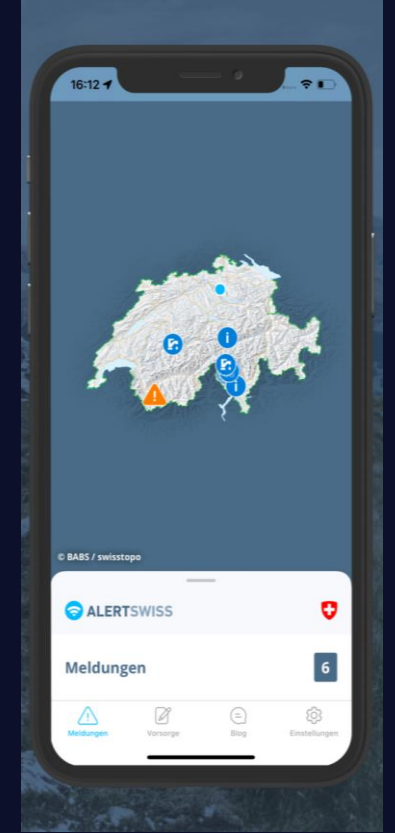 16:12
© BABS / swisstopo
ALERTSWISS
Meldungen
6
Meldungen
Vorsorge
Blog
Einstellungen